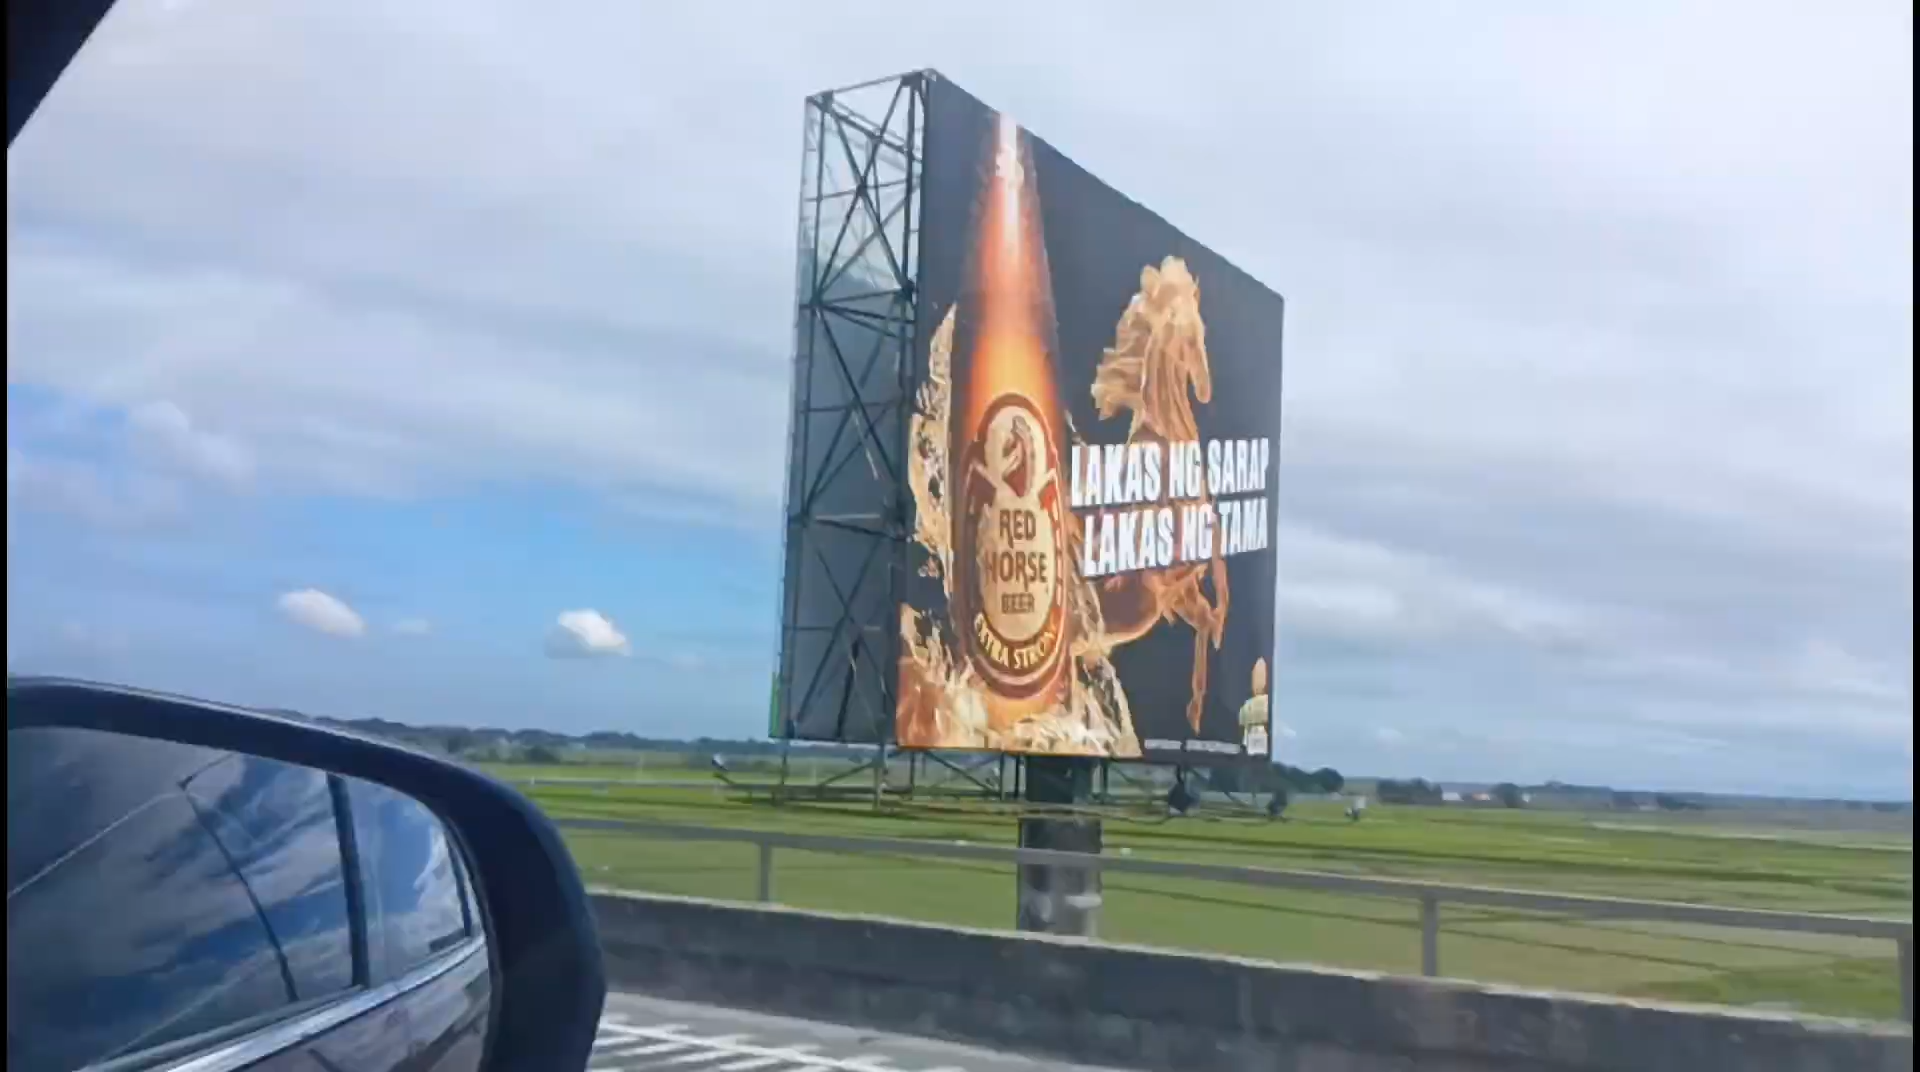 RED
HORSE
BEER
EXTRA STRONG
LAKAS NG SARAP
LAKAS NG TAMA